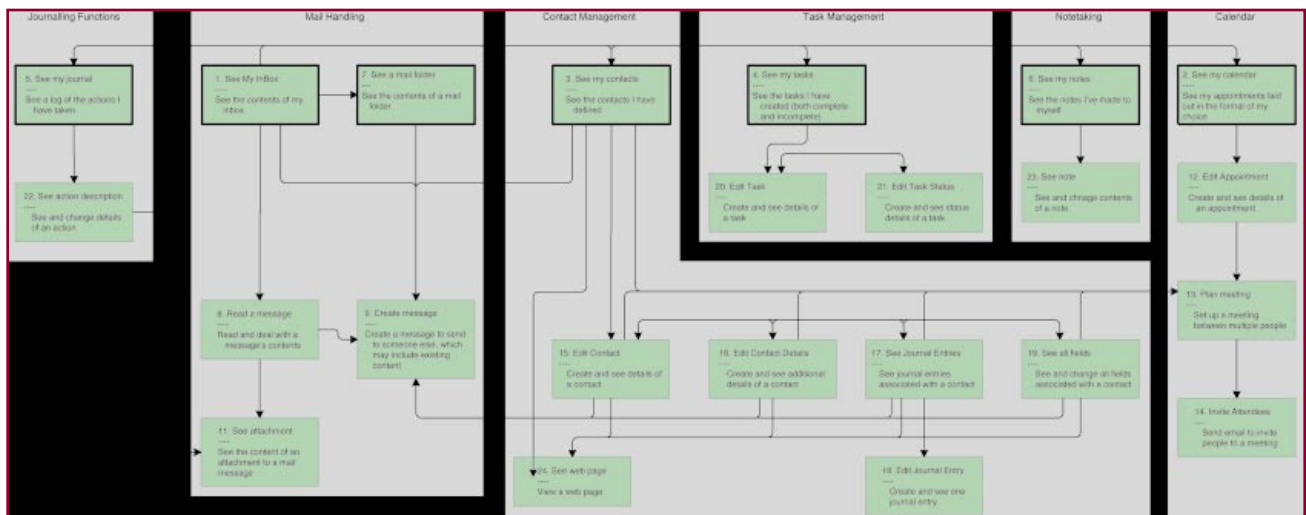 Journalling Functions
Mail Handling
Contact Management
Task Management
Notetaking
Calendar
5. See my journal
----
See a log of the actions I
have taken
1. See My InBox
----
See the contents of my
inbox.
7. See a mail folder
----
See the contents of a mail
folder
3. See my contacts
----
See the contacts I have
defined
4. See my tasks
----
See the tasks I have
created (both complete
and incomplete)
See my notes
----
See the notes I've made to
myself
2. See my calendar
----
See my appointments laid
out in the format of my
choice
22. See action description
----
See and change details
of an action
20. Edit Task
----
Create and see details of
a task
21. Edit Task Status
----
Create and see status
details of a task
23. See note
----
See and chnage contents
of a note
12. Edit Appointment
----
Create and see details of
an appointment.
8. Read a message
----
Read and deal with a
message's contents
9. Create message
----
Create a message to send
to someone else, which
may include existing
content
15. Edit Contact
----
Create and see details of
a contact
Edit Contact Details
----
Create and see additional
details of a contact
17. See Journal Entries
----
See journal entries
associated with a contact
19. See all fields
----
See and change all fields
associated with a contact
Plan meeting
----
Set up a meeting
between multiple people
11. See attachment
----
See the content of an
attachment to a mail
message
24. See web page
----
View a web page
18. Edit Journal Entry
----
Create and see one
journal entry
14. Invite Attendees
----
Send email to invite
people to a meeting